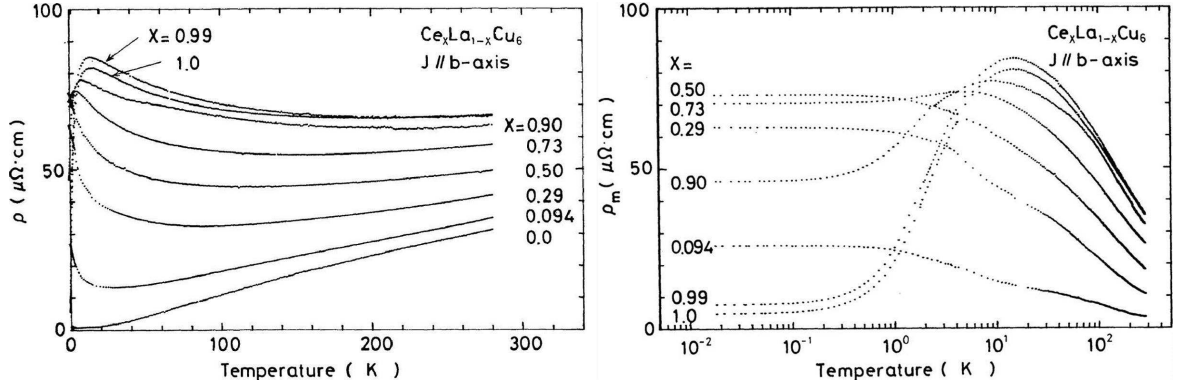 100
X = 0.99
1.0
CeₓLa₁₋ₓCu₆
J // b-axis
50
X=0.90
0.73
0.50
0.29
0.094
0.0
0
ρ ( μΩ·cm )
0 100 200 300
Temperature ( K )
100
CeₓLa₁₋ₓCu₆
J // b-axis
X=
0.50
0.73
0.29
50
0.90
0.094
0.99
1.0
0
ρm ( μΩ·cm )
10⁻² 10⁻¹ 10⁰ 10¹ 10²
Temperature ( K )